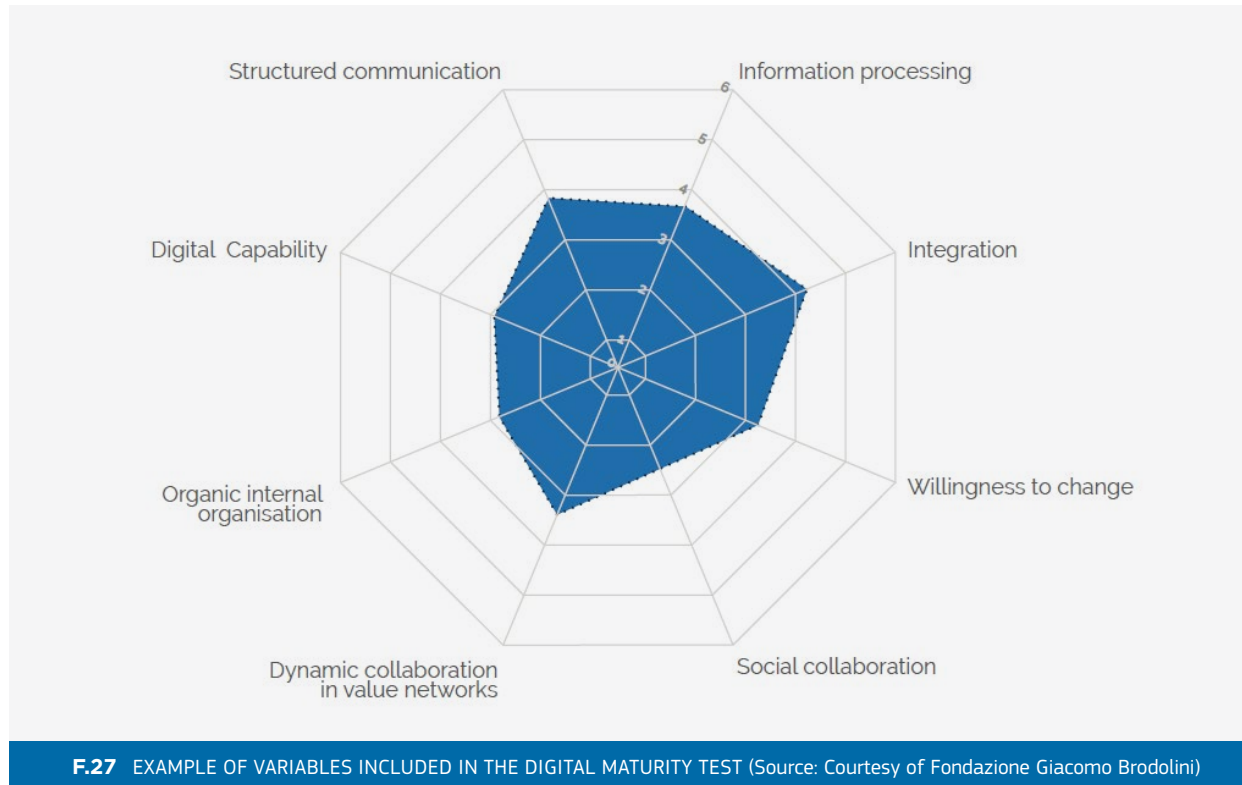 Structured communication
Information processing
6
5
Digital  Capability
Integration
4
3
2
1
0
Organic internal
organisation
Willingness to change
Dynamic collaboration
in value networks
Social collaboration
F.27 EXAMPLE OF VARIABLES INCLUDED IN THE DIGITAL MATURITY TEST (Source: Courtesy of Fondazione Giacomo Brodolini)